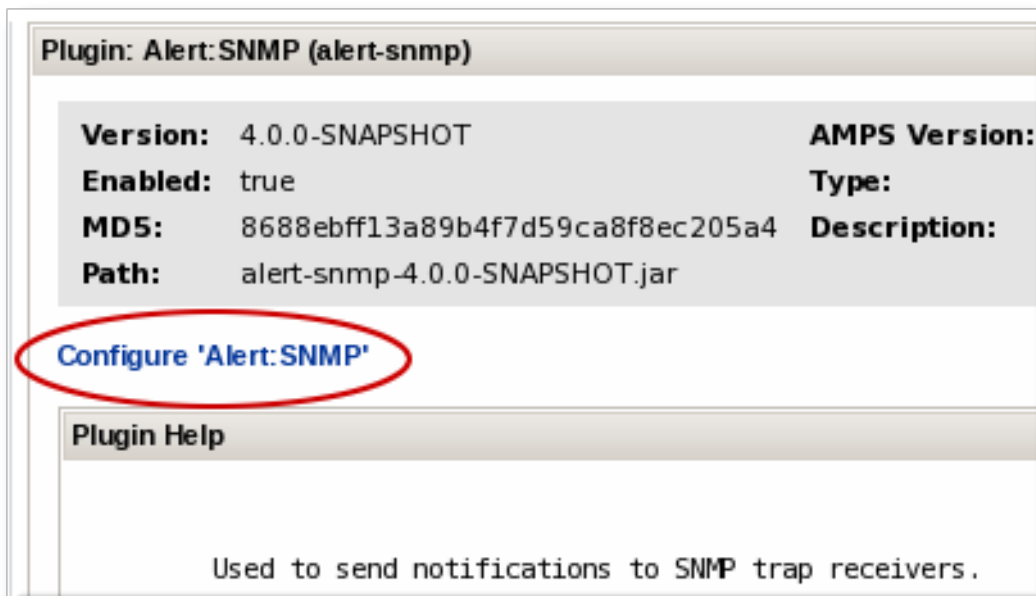 Plugin: Alert:SNMP (alert-snmp)
Version: 4.0.0-SNAPSHOT AMPS Version:
Enabled: true Type:
MD5: 8688ebff13a89b4f7d59ca8f8ec205a4 Description:
Path: alert-snmp-4.0.0-SNAPSHOT.jar
Configure 'Alert:SNMP'
Plugin Help
Used to send notifications to SNMP trap receivers.